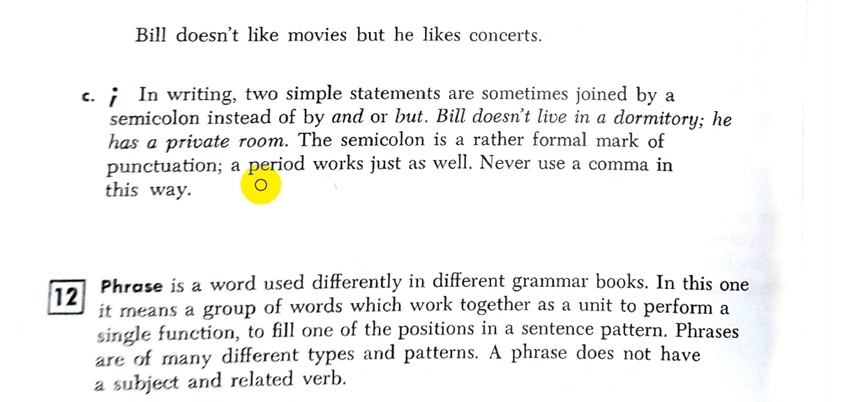 Bill doesn't like movies but he likes concerts.
c. ; In writing, two simple statements are sometimes joined by a
semicolon instead of by and or but. Bill doesn't live in a dormitory; he
has a private room. The semicolon is a rather formal mark of
punctuation; a period works just as well. Never use a comma in
this way.
12 Phrase is a word used differently in different grammar books. In this one
it means a group of words which work together as a unit to perform a
single function, to fill one of the positions in a sentence pattern. Phrases
are of many different types and patterns. A phrase does not have
a subject and related verb.